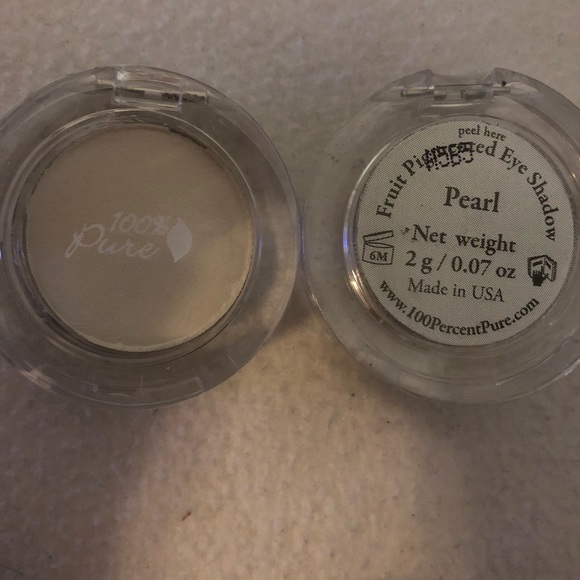 100%
Pure
peel here
Fruit Pigmented Eye Shadow
Pearl
Net weight
2 g / 0.07 oz
6M
Made in USA
www.100PercentPure.com